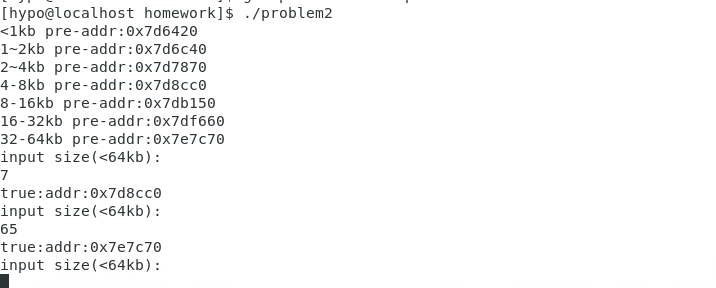 [hypo@localhost homework]$ ./problem2
<1kb pre-addr:0x7d6420
1~2kb pre-addr:0x7d6c40
2~4kb pre-addr:0x7d7870
4-8kb pre-addr:0x7d8cc0
8-16kb pre-addr:0x7db150
16-32kb pre-addr:0x7df660
32-64kb pre-addr:0x7e7c70
input size(<64kb):
7
true:addr:0x7d8cc0
input size(<64kb):
65
true:addr:0x7e7c70
input size(<64kb):